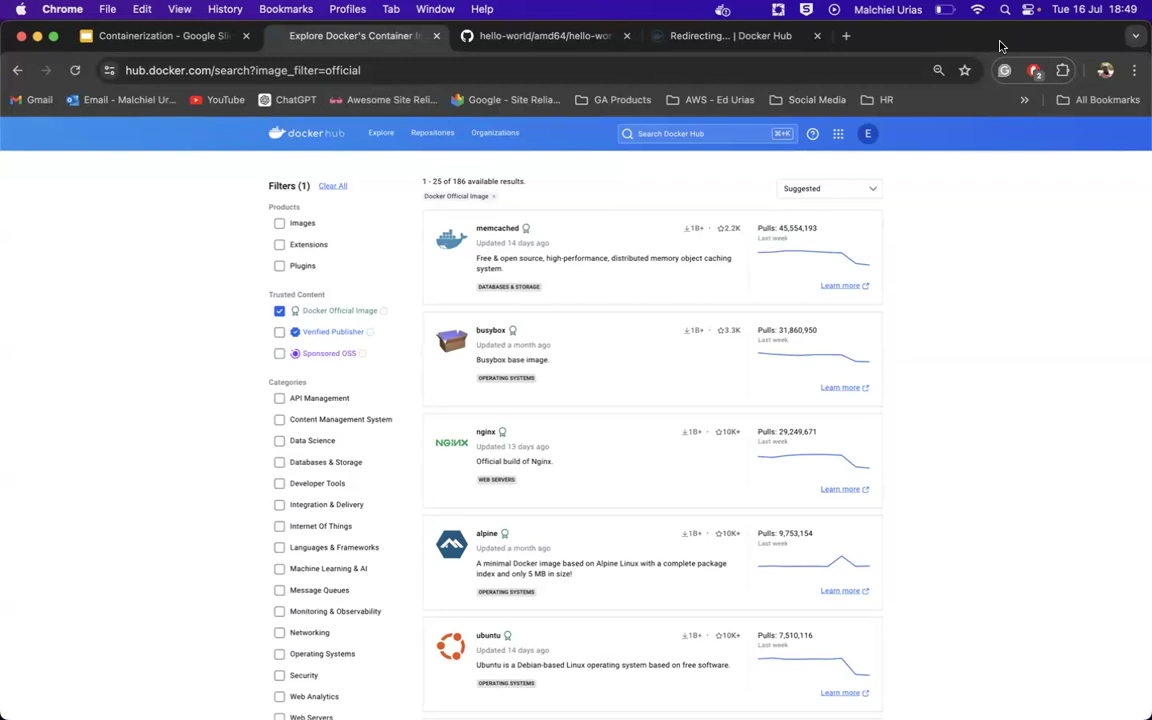 Chrome File Edit View History Bookmarks Profiles Tab Window Help Malchiel Urias Tue 16 Jul 18:49
Containerization - Google Sli Explore Docker's Container I hello-world/amd64/hello-wor Redirecting... | Docker Hub
hub.docker.com/search?image_filter=official
Gmail Email - Malchiel Ur... YouTube ChatGPT Awesome Site Reli... Google - Site Relia... GA Products AWS - Ed Urias Social Media HR All Bookmarks
dockerhub Explore Repositories Organizations Search Docker Hub ⌘+K E
Filters (1) Clear All
Products
Images
Extensions
Plugins
Trusted Content
Docker Official Image
Verified Publisher
Sponsored OSS
Categories
API Management
Content Management System
Data Science
Databases & Storage
Developer Tools
Integration & Delivery
Internet Of Things
Languages & Frameworks
Machine Learning & AI
Message Queues
Monitoring & Observability
Networking
Operating Systems
Security
Web Analytics
Web Servers
1 - 25 of 186 available results.
Docker Official Image ×
Suggested
memcached 1B+ · 2.2K
Updated 14 days ago
Free & open source, high-performance, distributed memory object caching
system.
DATABASES & STORAGE
Pulls: 45,554,193
Last week
Learn more
busybox 1B+ · 3.3K
Updated a month ago
Busybox base image.
OPERATING SYSTEMS
Pulls: 31,860,950
Last week
Learn more
NGINX
nginx 1B+ · 10K+
Updated 13 days ago
Official build of Nginx.
WEB SERVERS
Pulls: 29,249,671
Last week
Learn more
alpine 1B+ · 10K+
Updated a month ago
A minimal Docker image based on Alpine Linux with a complete package
index and only 5 MB in size!
OPERATING SYSTEMS
Pulls: 9,753,154
Last week
Learn more
ubuntu 1B+ · 10K+
Updated 14 days ago
Ubuntu is a Debian-based Linux operating system based on free software.
OPERATING SYSTEMS
Pulls: 7,510,116
Last week
Learn more